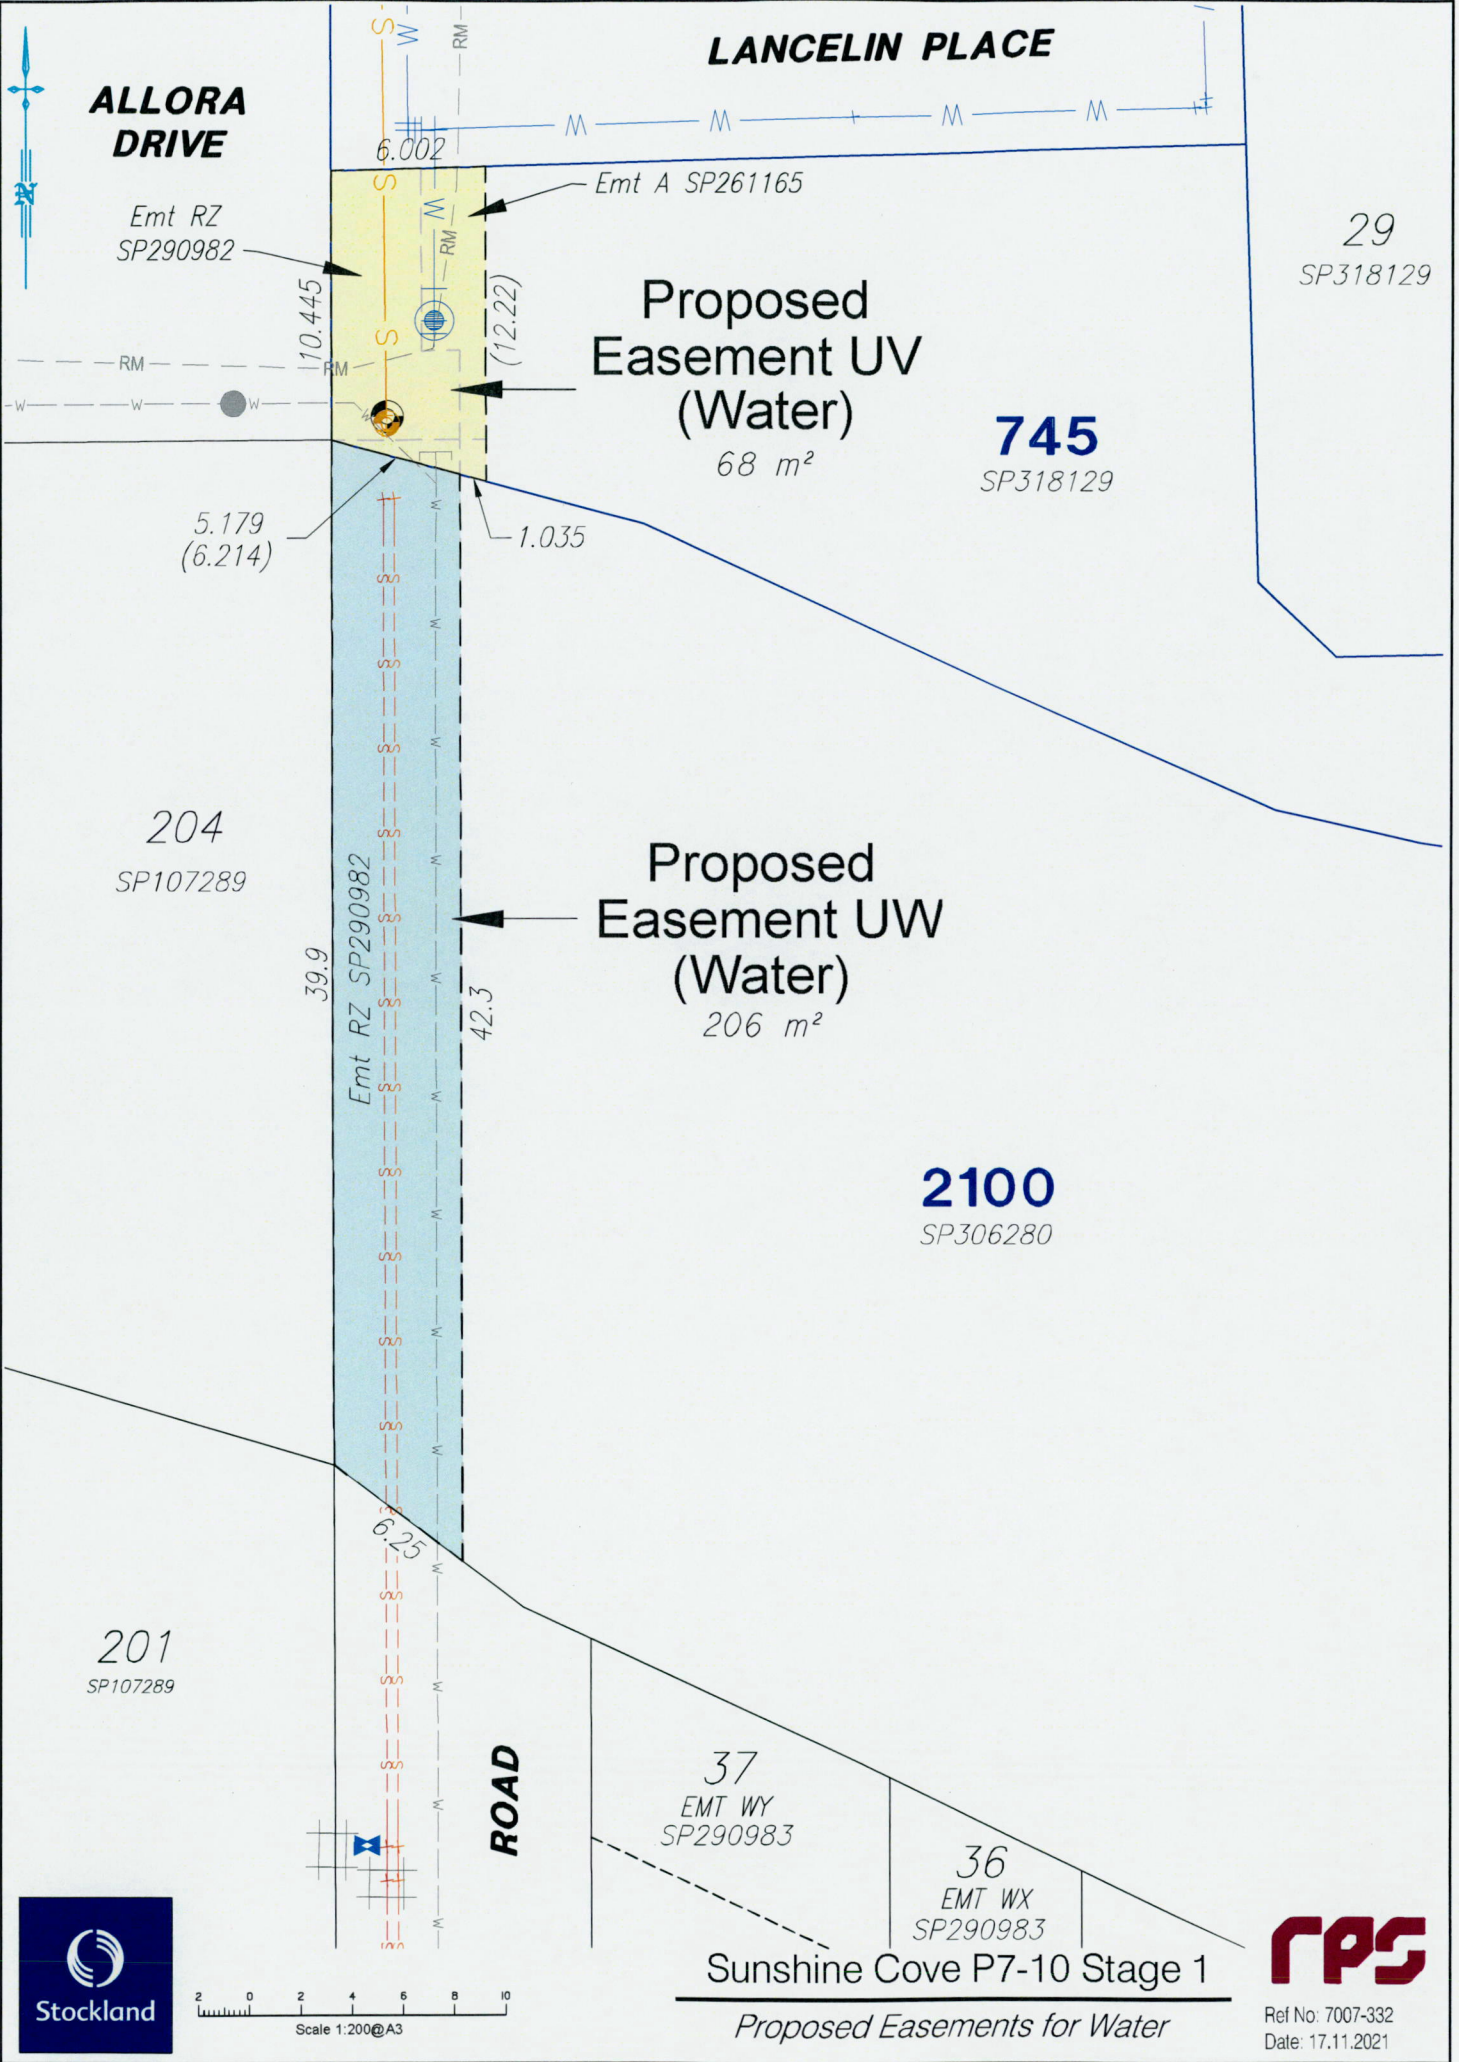 LANCELIN PLACE
ALLORA
DRIVE
S
W
RM
W
W
W
W
6.002
S
Emt A SP261165
Emt RZ
SP290982
W
RM
29
SP318129
10.445
(12.22)
Proposed
Easement UV
(Water)
68 m²
S
RM
RM
W
W
W
W
745
SP318129
5.179
(6.214)
1.035
204
SP107289
Emt RZ SP290982
39.9
42.3
Proposed
Easement UW
(Water)
206 m²
2100
SP306280
6.25
201
SP107289
ROAD
37
EMT WY
SP290983
36
EMT WX
SP290983
Stockland
2 0 2 4 6 8 10
Scale 1:200@A3
Sunshine Cove P7-10 Stage 1
Proposed Easements for Water
rps
Ref No: 7007-332
Date: 17.11.2021